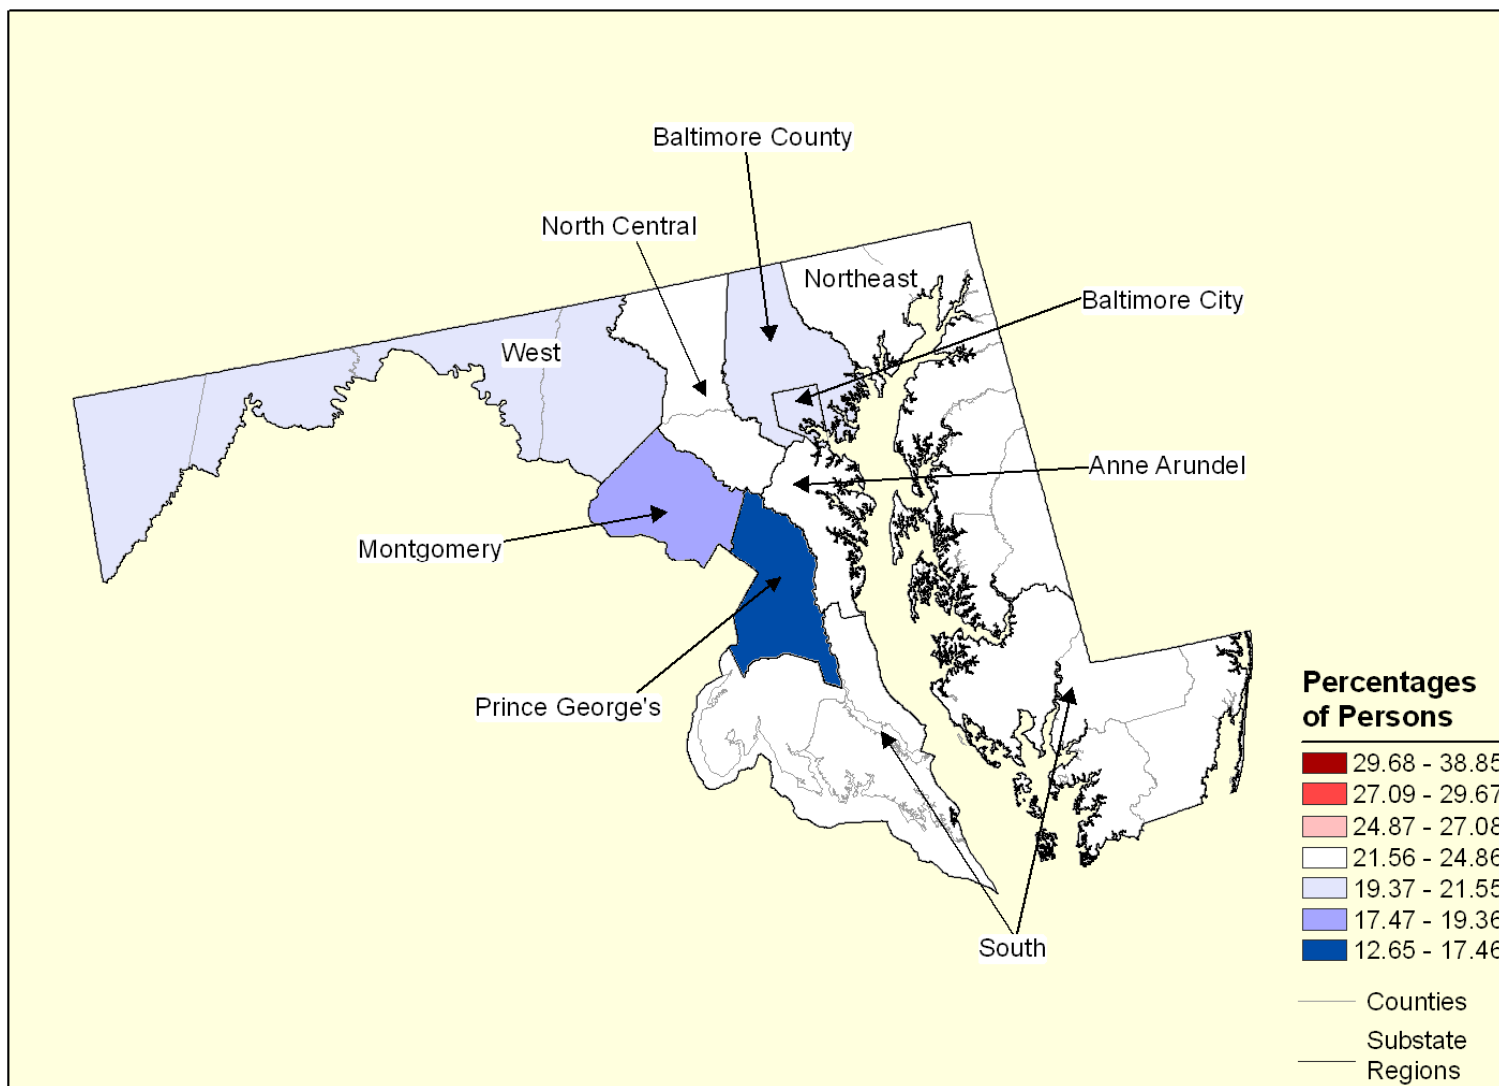 Baltimore County
North Central
Northeast
Baltimore City
West
Anne Arundel
Montgomery
Prince George's
South
Percentages
of Persons
29.68 - 38.85
27.09 - 29.67
24.87 - 27.08
21.56 - 24.86
19.37 - 21.55
17.47 - 19.36
12.65 - 17.46
Counties
Substate
Regions